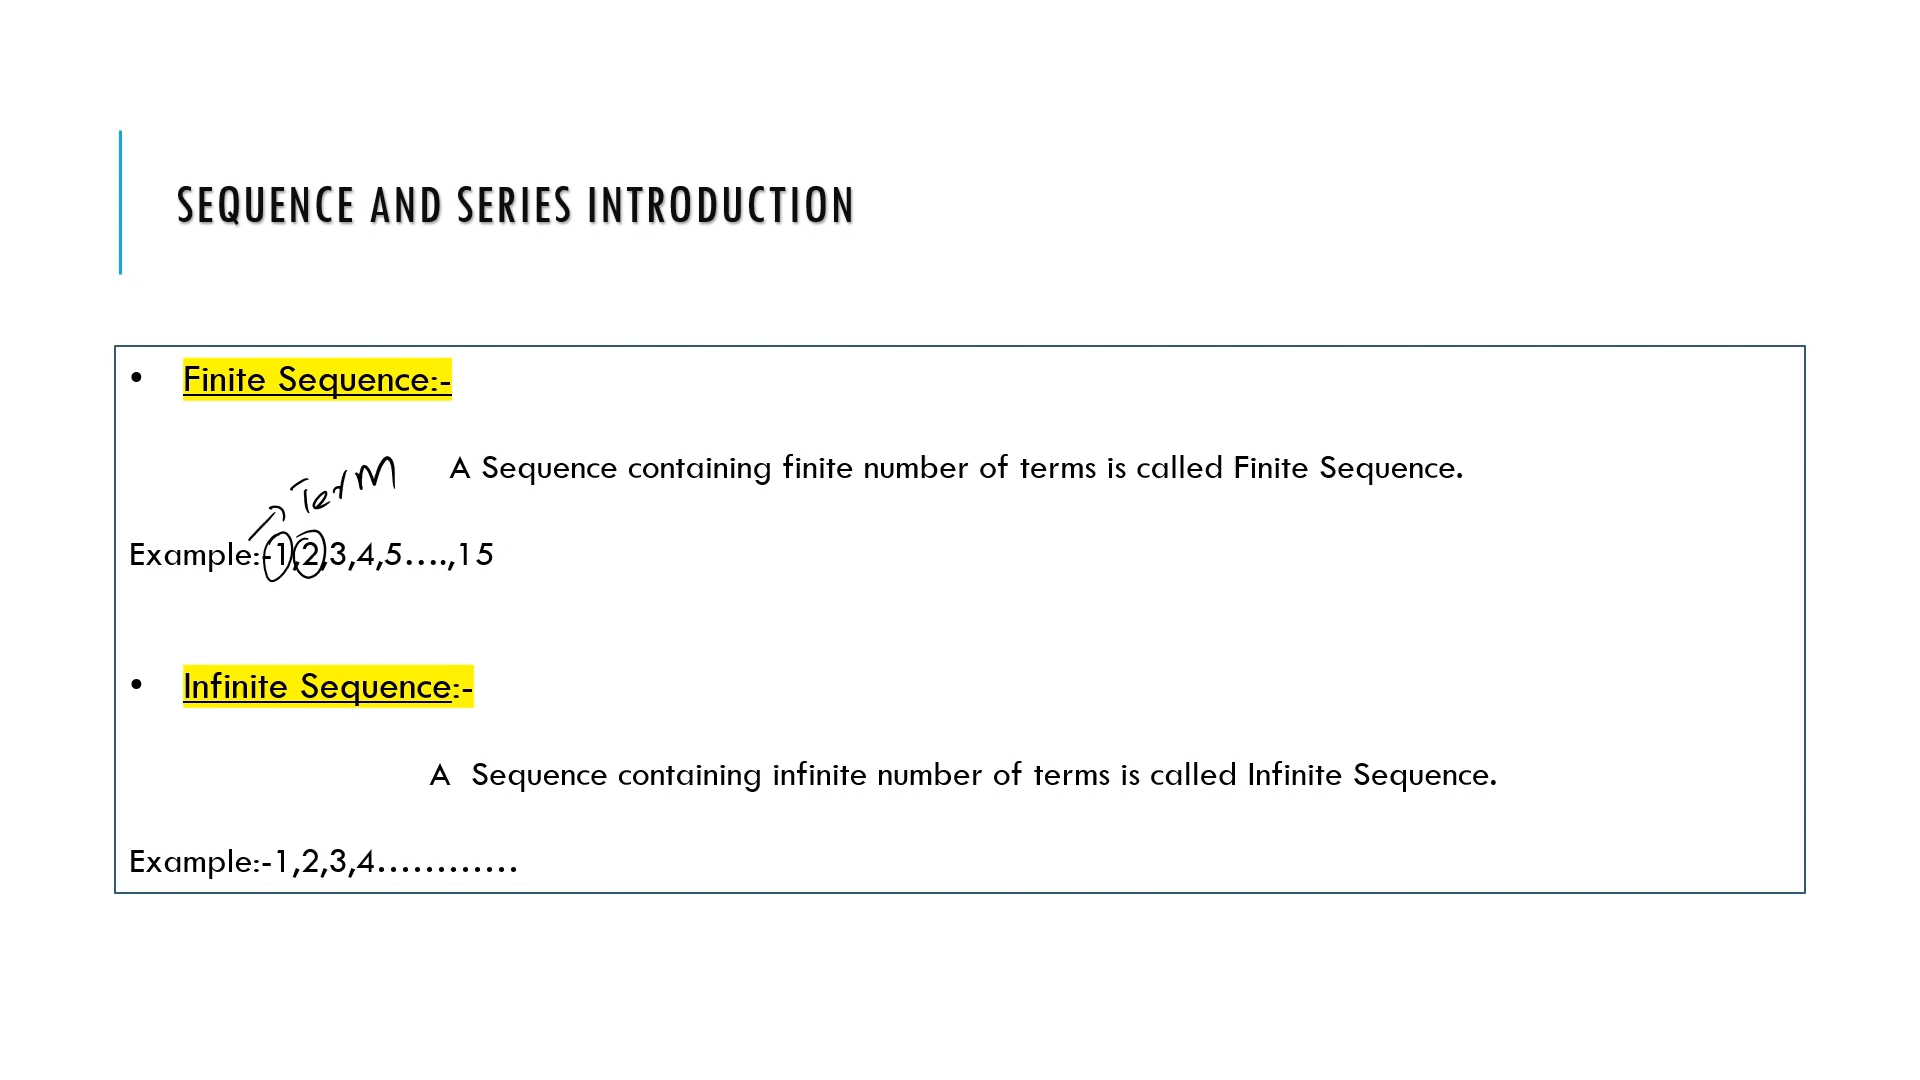 SEQUENCE AND SERIES INTRODUCTION
• Finite Sequence:-
A Sequence containing finite number of terms is called Finite Sequence.
Term
Example:-1,2,3,4,5….,15
• Infinite Sequence:-
A  Sequence containing infinite number of terms is called Infinite Sequence.
Example:-1,2,3,4…………